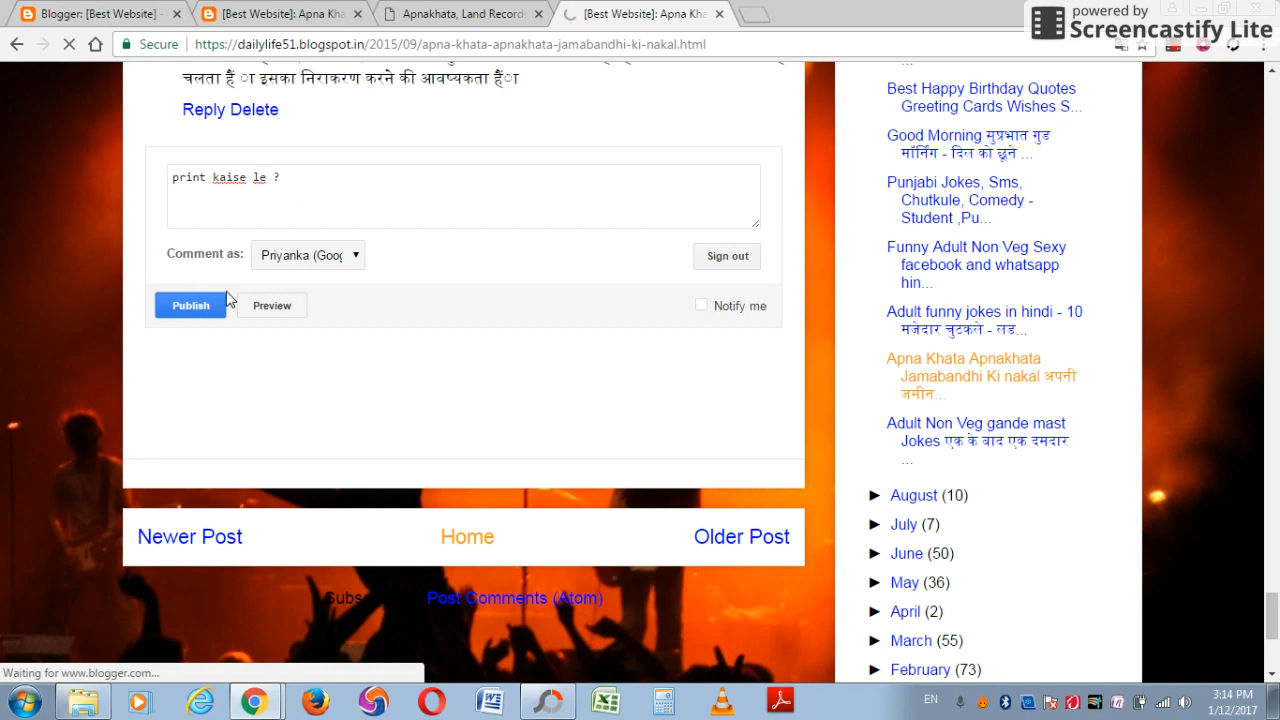 Blogger: [Best Website] -
[Best Website]: Apna Kh
Apnakhata, Land Record
[Best Website]: Apna Kh
powered by
Screencastify Lite
Secure
https://dailylife51.blogspot.in/2015/09/apna-khata-apnakhata-jamabandhi-ki-nakal.html
चलता हैं ा इसका निराकरण करने की आवष्यकता हैंा
Reply Delete
print kaise le ?
Comment as:
Priyanka (Goog
Sign out
Publish
Preview
Notify me
Newer Post
Home
Older Post
Post Comments (Atom)
...
Best Happy Birthday Quotes
Greeting Cards Wishes S...
Good Morning सुप्रभात गुड
मॉर्निंग - दिल को छूने ...
Punjabi Jokes, Sms,
Chutkule, Comedy -
Student ,Pu...
Funny Adult Non Veg Sexy
facebook and whatsapp
hin...
Adult funny jokes in hindi - 10
मजेदार चुटकले - लड...
Apna Khata Apnakhata
Jamabandhi Ki nakal अपनी
जमीन...
Adult Non Veg gande mast
Jokes एक के बाद एक दमदार
...
► August (10)
► July (7)
► June (50)
► May (36)
► April (2)
► March (55)
► February (73)
Waiting for www.blogger.com...
EN
3:14 PM
1/12/2017